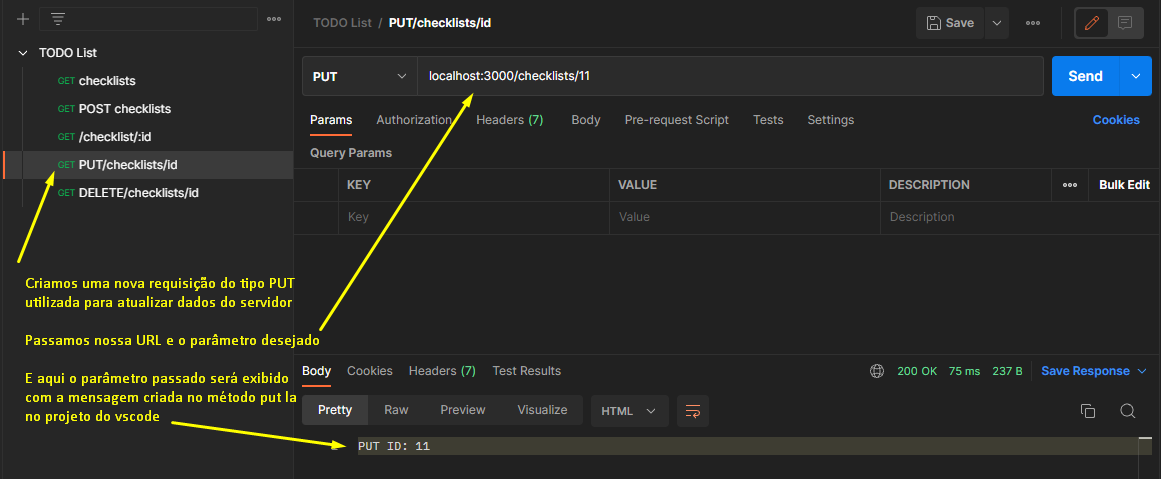 TODO List / PUT/checklists/id
Save
TODO List
GET checklists
GET POST checklists
GET /checklist/:id
GET PUT/checklists/id
GET DELETE/checklists/id
PUT
localhost:3000/checklists/11
Send
Params Authorization Headers (7) Body Pre-request Script Tests Settings Cookies
Query Params
KEY VALUE DESCRIPTION Bulk Edit
Key Value Description
Criamos uma nova requisição do tipo PUT
utilizada para atualizar dados do servidor
Passamos nossa URL e o parâmetro desejado
E aqui o parâmetro passado será exibido
com a mensagem criada no método put la
no projeto do vscode
Body Cookies Headers (7) Test Results 200 OK 75 ms 237 B Save Response
Pretty Raw Preview Visualize HTML
PUT ID: 11